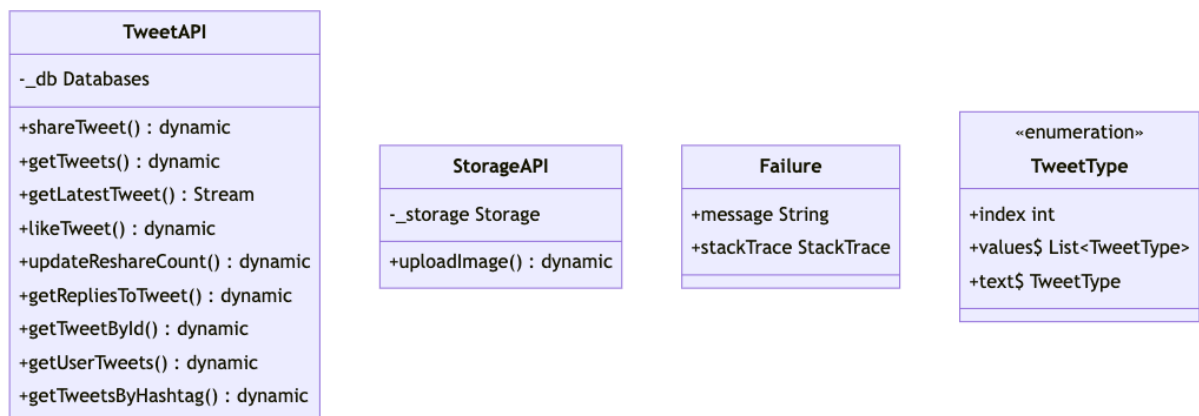 TweetAPI
-_db Databases
+shareTweet() : dynamic
+getTweets() : dynamic
+getLatestTweet() : Stream
+likeTweet() : dynamic
+updateReshareCount() : dynamic
+getRepliesToTweet() : dynamic
+getTweetById() : dynamic
+getUserTweets() : dynamic
+getTweetsByHashtag() : dynamic
StorageAPI
-_storage Storage
+uploadImage() : dynamic
Failure
+message String
+stackTrace StackTrace
«enumeration»
TweetType
+index int
+values$ List<TweetType>
+text$ TweetType